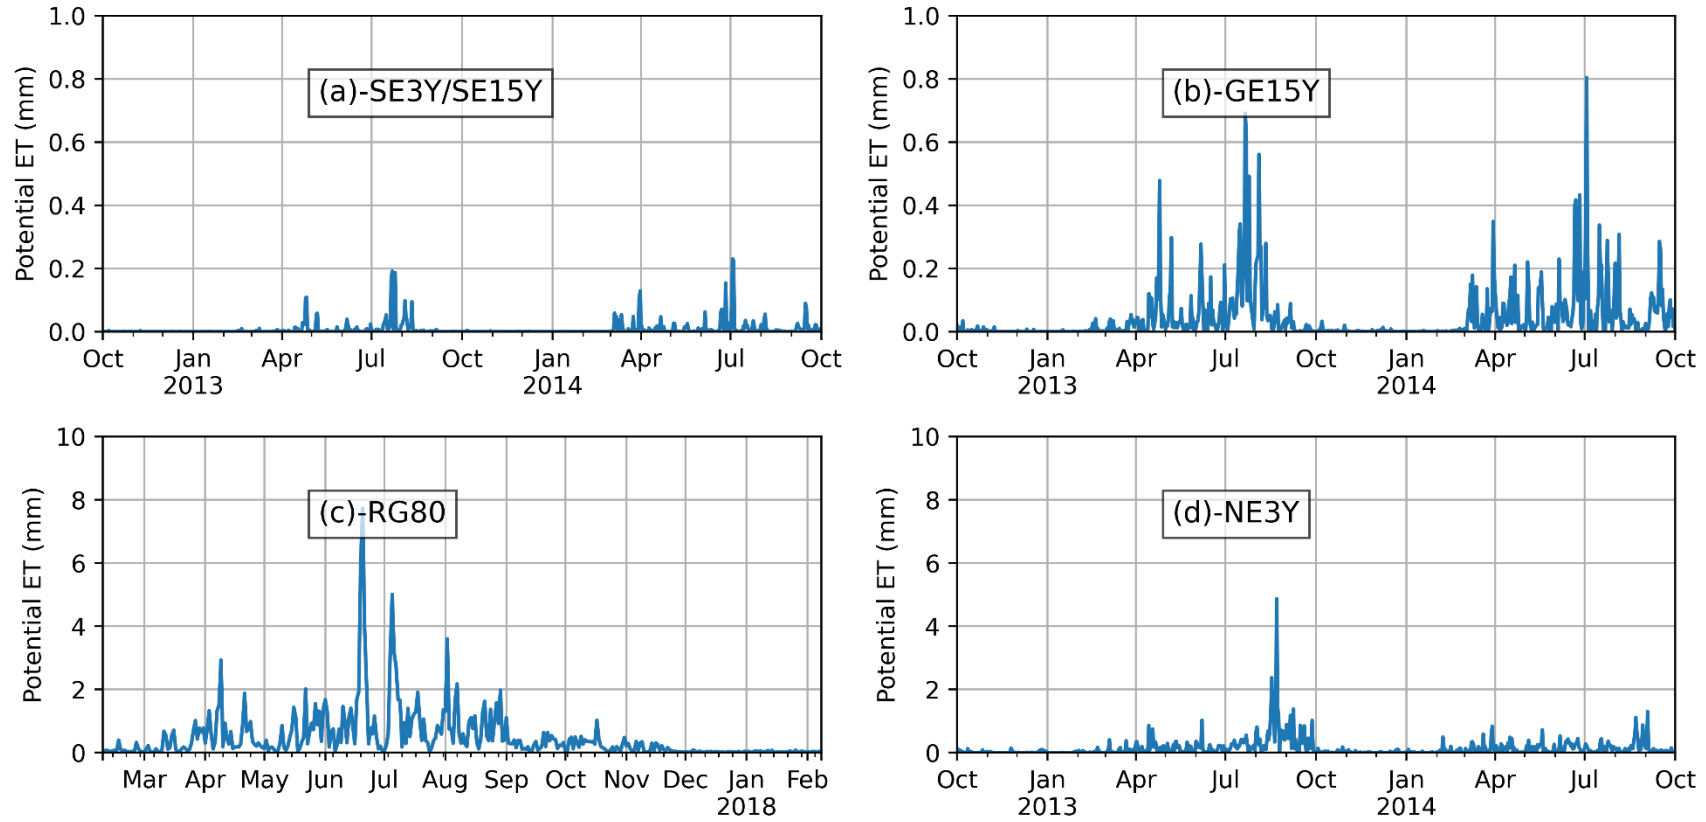 Potential ET (mm)
1.0
0.8
0.6
0.4
0.2
0.0
(a)-SE3Y/SE15Y
Oct Jan Apr Jul Oct Jan Apr Jul Oct
2013 2014
Potential ET (mm)
1.0
0.8
0.6
0.4
0.2
0.0
(b)-GE15Y
Oct Jan Apr Jul Oct Jan Apr Jul Oct
2013 2014
Potential ET (mm)
10
8
6
4
2
0
(c)-RG80
Mar Apr May Jun Jul Aug Sep Oct Nov Dec Jan Feb
2018
Potential ET (mm)
10
8
6
4
2
0
(d)-NE3Y
Oct Jan Apr Jul Oct Jan Apr Jul Oct
2013 2014